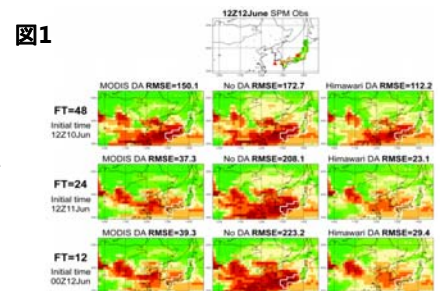 図1
12Z12June SPM Obs
MODIS DA RMSE=150.1 No DA RMSE=172.7 Himawari DA RMSE=112.2
FT=48
Initial time
12Z10Jun
MODIS DA RMSE=37.3 No DA RMSE=208.1 Himawari DA RMSE=23.1
FT=24
Initial time
12Z11Jun
MODIS DA RMSE=39.3 No DA RMSE=223.2 Himawari DA RMSE=29.4
FT=12
Initial time
00Z12Jun